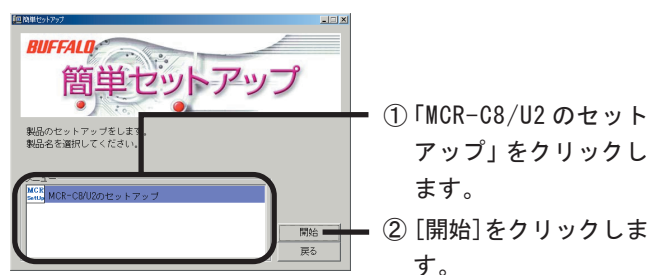 簡単セットアップ
BUFFALO
簡単セットアップ
製品のセットアップをします。
製品名を選択してください。
メニュー
MCR
SetUp
MCR-C8/U2のセットアップ
開始
戻る
①「MCR-C8/U2 のセット
アップ」をクリックし
ます。
②[開始]をクリックしま
す。